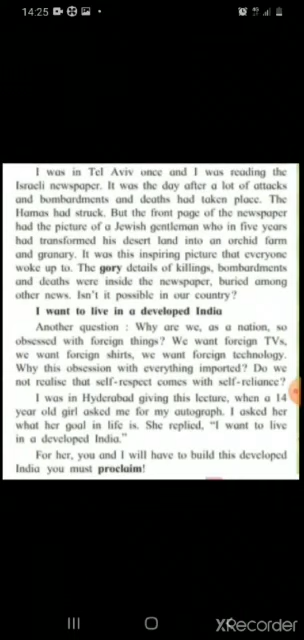 14:25
4G
I was in Tel Aviv once and I was reading the
Israeli newspaper. It was the day after a lot of attacks
and bombardments and deaths had taken place. The
Hamas had struck. But the front page of the newspaper
had the picture of a Jewish gentleman who in five years
had transformed his desert land into an orchid farm
and granary. It was this inspiring picture that everyone
woke up to. The gory details of killings, bombardments
and deaths were inside the newspaper, buried among
other news. Isn't it possible in our country?
I want to live in a developed India
Another question : Why are we, as a nation, so
obsessed with foreign things? We want foreign TVs,
we want foreign shirts, we want foreign technology.
Why this obsession with everything imported? Do we
not realise that self-respect comes with self-reliance?
I was in Hyderabad giving this lecture, when a 14
year old girl asked me for my autograph. I asked her
what her goal in life is. She replied, “I want to live
in a developed India.”
For her, you and I will have to build this developed
India you must proclaim!
XRecorder